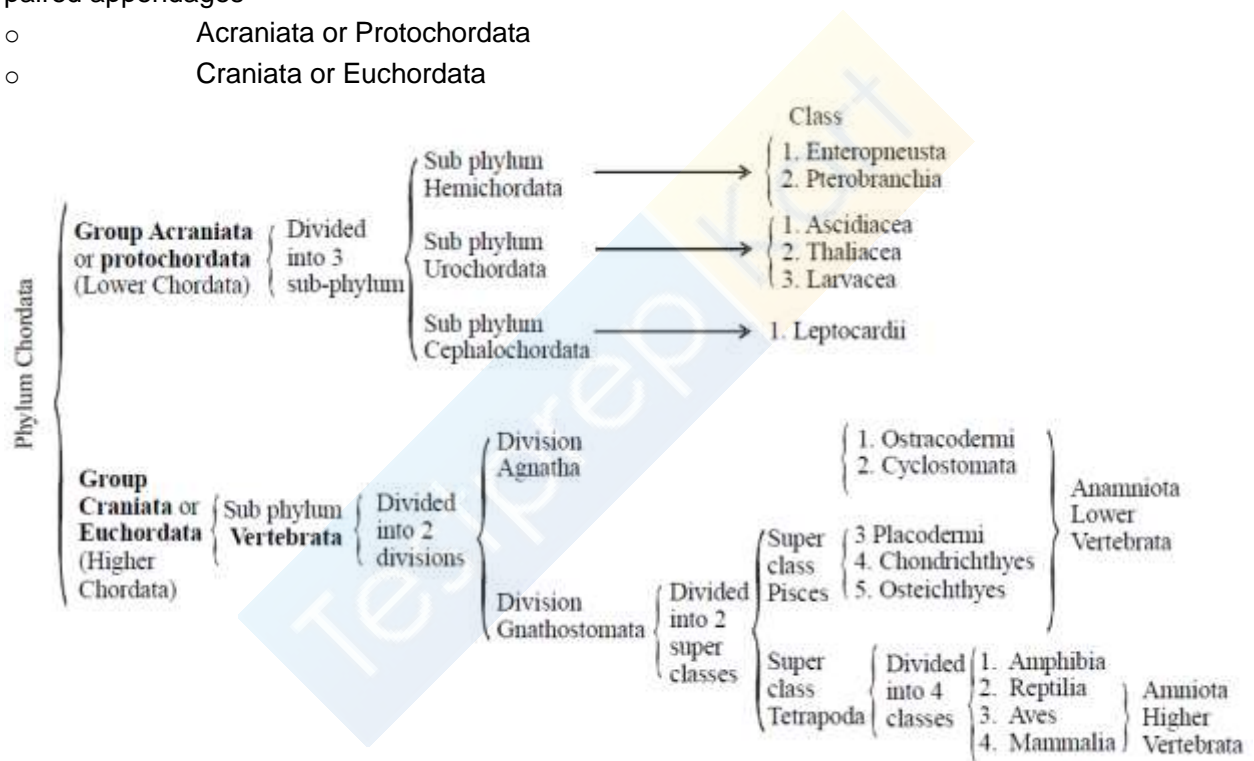 paired appendages
o Acraniata or Protochordata
o Craniata or Euchordata
Class
Phylum Chordata
Group Acraniata
or protochordata
(Lower Chordata)
Divided
into 3
sub-phylum
Sub phylum
Hemichordata
1. Enteropneusta
2. Pterobranchia
Sub phylum
Urochordata
1. Ascidiacea
2. Thaliacea
3. Larvacea
Sub phylum
Cephalochordata
1. Leptocardii
Group
Craniata or
Euchordata
(Higher
Chordata)
Sub phylum
Vertebrata
Divided
into 2
divisions
Division
Agnatha
1. Ostracodermi
2. Cyclostomata
Division
Gnathostomata
Divided
into 2
super
classes
Super
class
Pisces
3 Placodermi
4. Chondrichthyes
5. Osteichthyes
Anamniota
Lower
Vertebrata
Super
class
Tetrapoda
Divided
into 4
classes
1. Amphibia
2. Reptilia
3. Aves
4. Mammalia
Amniota
Higher
Vertebrata
Testprep Kart